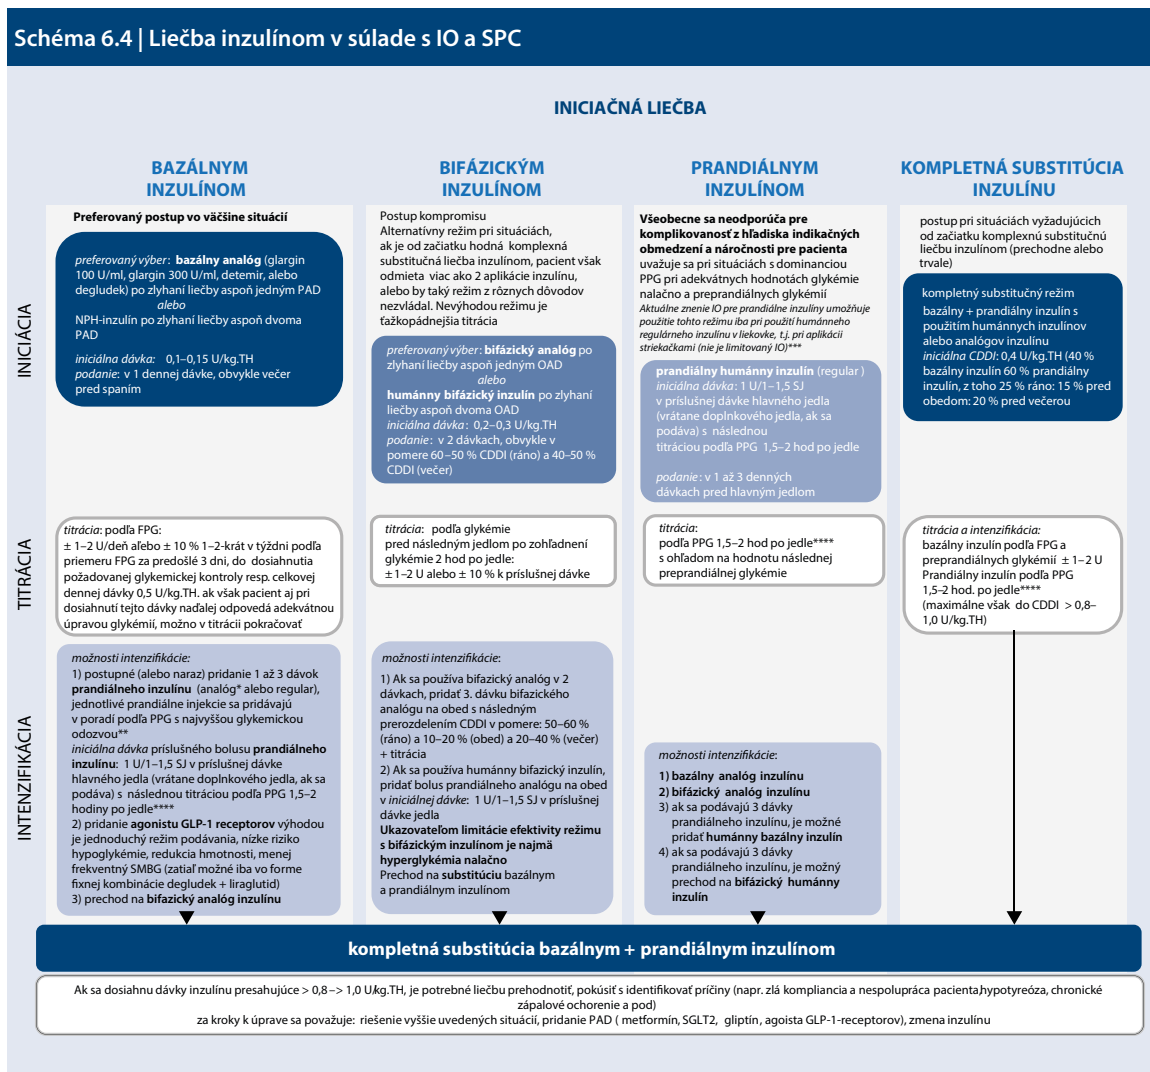 Schéma 6.4 | Liečba inzulínom v súlade s IO a SPC
INICIAČNÁ LIEČBA
BAZÁLNYM
INZULÍNOM
Preferovaný postup vo väčšine situácií
preferovaný výber: bazálny analóg (glargin
100 U/ml, glargin 300 U/ml, detemir, alebo
degludek) po zlyhaní liečby aspoň jedným PAD
alebo
NPH-inzulín po zlyhaní liečby aspoň dvoma
PAD
iniciálna dávka: 0,1–0,15 U/kg.TH
podanie: v 1 dennej dávke, obvykle večer
pred spaním
BIFÁZICKÝM
INZULÍNOM
Postup kompromisu
Alternatívny režim pri situáciách,
ak je od začiatku hodná komplexná
substitučná liečba inzulínom, pacient však
odmieta viac ako 2 aplikácie inzulínu,
alebo by taký režim z rôznych dôvodov
nezvládal. Nevýhodou režimu je
ťažkopádnejšia titrácia
preferovaný výber: bifázický analóg po
zlyhaní liečby aspoň jedným OAD
alebo
humánny bifázický inzulín po zlyhaní
liečby aspoň dvoma OAD
iniciálna dávka: 0,2–0,3 U/kg.TH
podanie: v 2 dávkach, obvykle v
pomere 60–50 % CDDI (ráno) a 40–50 %
CDDI (večer)
PRANDIÁLNYM
INZULÍNOM
Všeobecne sa neodporúča pre
komplikovanosť z hľadiska indikačných
obmedzení a náročnosti pre pacienta
uvažuje sa pri situáciách s dominanciou
PPG pri adekvátnych hodnotách glykémie
nalačno a preprandiálnych glykémií
Aktuálne znenie IO pre prandiálne inzulíny umožňuje
použitie tohto režimu iba pri použití humánneho
regulárneho inzulínu v liekovke, t.j. pri aplikácii
striekačkami (nie je limitovaný IO)***
prandiálny humánny inzulín (regular )
iniciálna dávka: 1 U/1–1,5 SJ
v príslušnej dávke hlavného jedla
(vrátane doplnkového jedla, ak sa
podáva) s následnou
titráciou podľa PPG 1,5–2 hod po jedle
podanie: v 1 až 3 denných
dávkach pred hlavným jedlom
KOMPLETNÁ SUBSTITÚCIA
INZULÍNU
postup pri situáciách vyžadujúcich
od začiatku komplexnú substitučnú
liečbu inzulínom (prechodne alebo
trvale)
kompletný substitučný režim
bazálny + prandiálny inzulín s
použitím humánnych inzulínov
alebo analógov inzulínu
iniciálna CDDI: 0,4 U/kg.TH (40 %
bazálny inzulín 60 % prandiálny
inzulín, z toho 25 % ráno: 15 % pred
obedom: 20 % pred večerou
INICIÁCIA
TITRÁCIA
titrácia: podľa FPG:
± 1–2 U/deň aľebo ± 10 % 1–2-krát v týždni podľa
priemeru FPG za predošlé 3 dni, do dosiahnutia
požadovanej glykemickej kontroly resp. celkovej
dennej dávky 0,5 U/kg.TH. ak však pacient aj pri
dosiahnutí tejto dávky naďalej odpovedá adekvátnou
úpravou glykémií, možno v titrácii pokračovať
titrácia: podľa glykémie
pred následným jedlom po zohľadnení
glykémie 2 hod po jedle:
± 1–2 U alebo ± 10 % k príslušnej dávke
titrácia:
podľa PPG 1,5–2 hod po jedle****
s ohľadom na hodnotu následnej
preprandiálnej glykémie
titrácia a intenzifikácia:
bazálny inzulín podľa FPG a
preprandiálnych glykémií ± 1–2 U
Prandiálny inzulín podľa PPG
1,5–2 hod. po jedle****
(maximálne však do CDDI > 0,8–
1,0 U/kg.TH)
INTENZIFIKÁCIA
možnosti intenzifikácie:
1) postupné (alebo naraz) pridanie 1 až 3 dávok
prandiálneho inzulínu (analóg* alebo regular),
jednotlivé prandiálne injekcie sa pridávajú
v poradí podľa PPG s najvyššou glykemickou
odozvou**
iniciálna dávka príslušného bolusu prandiálneho
inzulínu: 1 U/1–1,5 SJ v príslušnej dávke
hlavného jedla (vrátane doplnkového jedla, ak sa
podáva) s následnou titráciou podľa PPG 1,5–2
hodiny po jedle****
2) pridanie agonistu GLP-1 receptorov výhodou
je jednoduchý režim podávania, nízke riziko
hypoglykémie, redukcia hmotnosti, menej
frekventný SMBG (zatiaľ možné iba vo forme
fixnej kombinácie degludek + liraglutid)
3) prechod na bifazický analóg inzulínu
možnosti intenzifikácie:
1) Ak sa používa bifazický analóg v 2
dávkach, pridať 3. dávku bifazického
analógu na obed s následným
prerozdelením CDDI v pomere: 50–60 %
(ráno) a 10–20 % (obed) a 20–40 % (večer)
+ titrácia
2) Ak sa používa humánny bifazický inzulín,
pridať bolus prandiálneho analógu na obed
v iniciálnej dávke: 1 U/1–1,5 SJ v príslušnej
dávke jedla
Ukazovateľom limitácie efektivity režimu
s bifázickým inzulínom je najmä
hyperglykémia nalačno
Prechod na substitúciu bazálnym
a prandiálnym inzulínom
možnosti intenzifikácie:
1) bazálny analóg inzulínu
2) bifázický analóg inzulínu
3) ak sa podávajú 3 dávky
prandiálneho inzulínu, je možné
pridať humánny bazálny inzulín
4) ak sa podávajú 3 dávky
prandiálneho inzulínu, je možný
prechod na bifázický humánny
inzulín
kompletná substitúcia bazálnym + prandiálnym inzulínom
Ak sa dosiahnu dávky inzulínu presahujúce > 0,8 –> 1,0 U/kg.TH, je potrebné liečbu prehodnotiť, pokúsiť s identifikovať príčiny (napr. zlá kompliancia a nespolupráca pacienta,hypotyreóza, chronické
zápalové ochorenie a pod)
za kroky k úprave sa považuje: riešenie vyššie uvedených situácií, pridanie PAD ( metformín, SGLT2, gliptín, agoista GLP-1-receptorov), zmena inzulínu